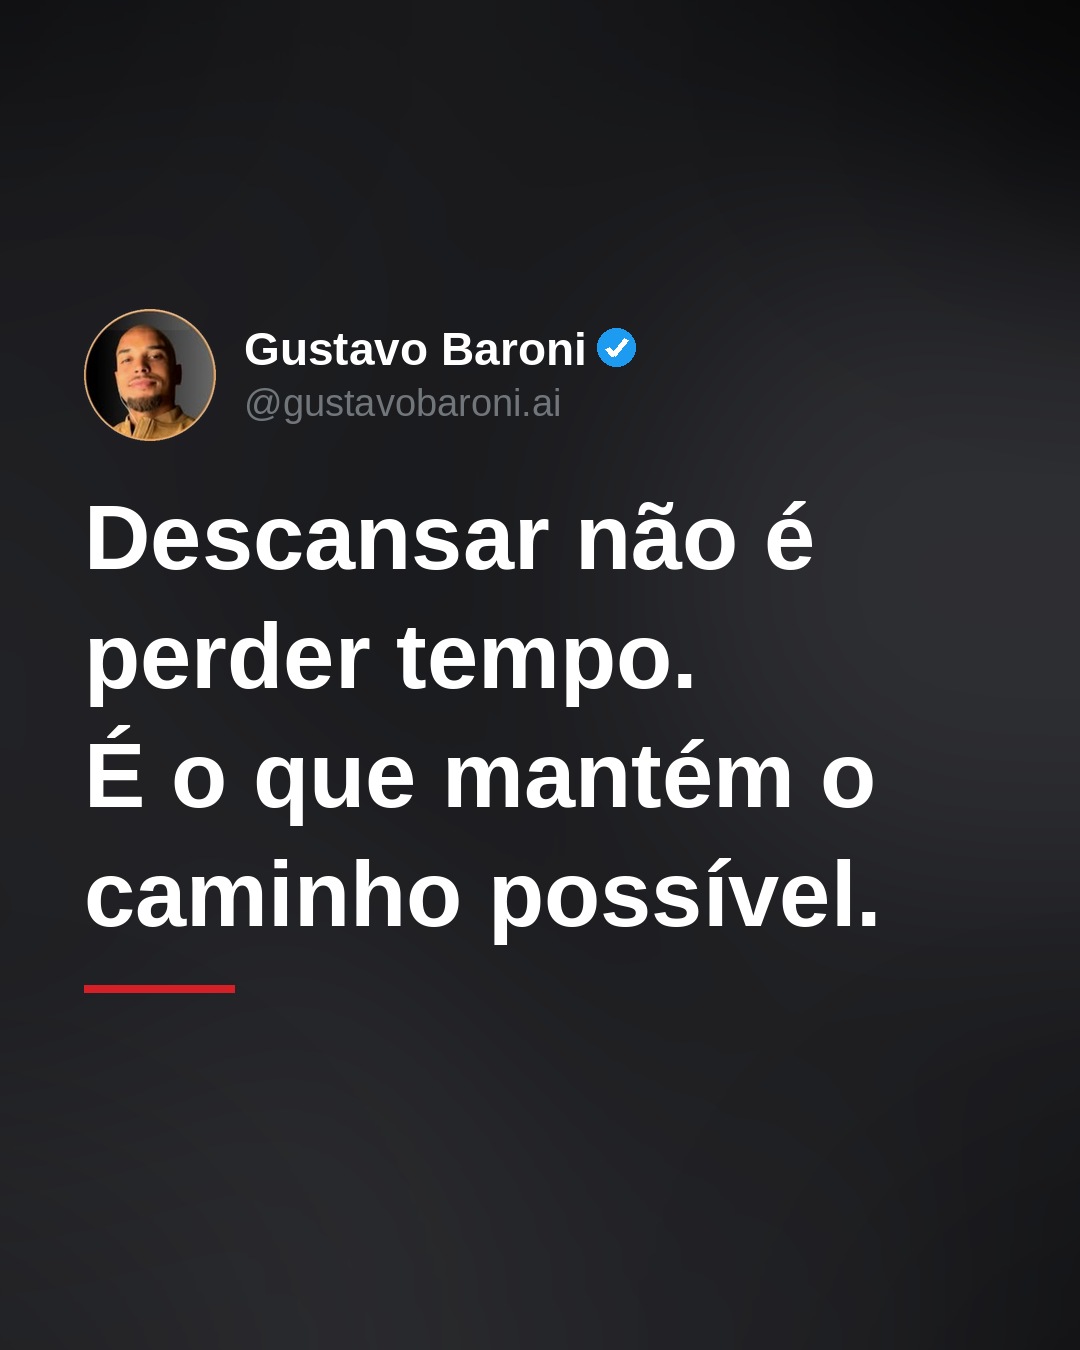 Gustavo Baroni
@gustavobaroni.ai
Descansar não é
perder tempo.
É o que mantém o
caminho possível.